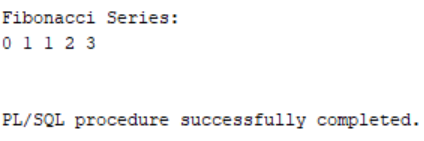 Fibonacci Series:
0 1 1 2 3
PL/SQL procedure successfully completed.